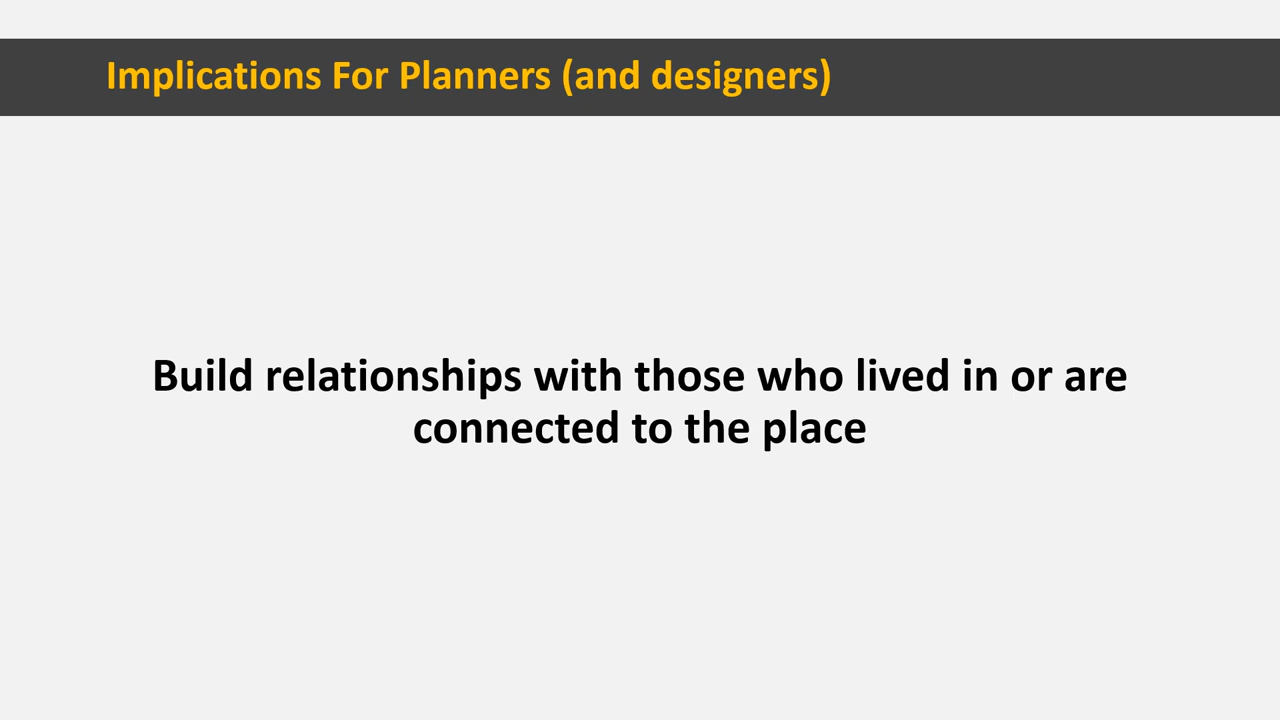 Implications For Planners (and designers)
Build relationships with those who lived in or are
connected to the place